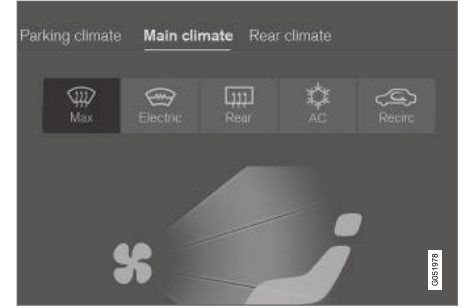 Parking climate Main climate Rear climate
Max Electric Rear AC Recirc
G051978